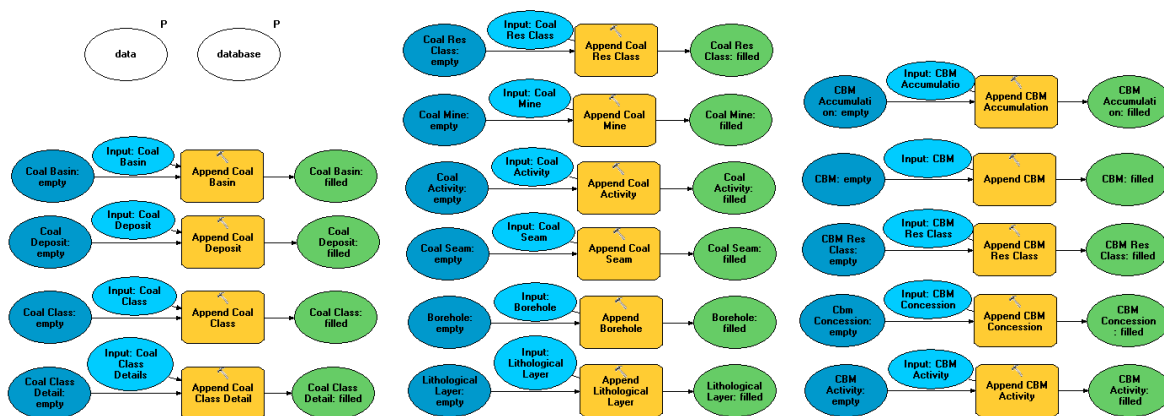 P
P
data
database
Coal Basin:
empty
Input: Coal
Basin
Append Coal
Basin
Coal Basin:
filled
Coal
Deposit:
empty
Input: Coal
Deposit
Append Coal
Deposit
Coal
Deposit:
filled
Coal Class:
empty
Input: Coal
Class
Append Coal
Class
Coal Class:
filled
Coal Class
Detail:
empty
Input: Coal
Class
Details
Append Coal
Class Detail
Coal Class
Detail: filled
Coal Res
Class:
empty
Input: Coal
Res Class
Append Coal
Res Class
Coal Res
Class: filled
Coal Mine:
empty
Input: Coal
Mine
Append Coal
Mine
Coal Mine:
filled
Coal
Activity:
empty
Input: Coal
Activity
Append Coal
Activity
Coal
Activity:
filled
Coal Seam:
empty
Input: Coal
Seam
Append Coal
Seam
Coal Seam:
filled
Borehole:
empty
Input:
Borehole
Append
Borehole
Borehole:
filled
Lithological
Layer:
empty
Input:
Lithological
Layer
Append
Lithological
Layer
Lithological
Layer: filled
CBM
Accumulati
on: empty
Input: CBM
Accumulatio
Append CBM
Accumulation
CBM
Accumulati
on: filled
CBM: empty
Input: CBM
Append CBM
CBM: filled
CBM Res
Class:
empty
Input: CBM
Res Class
Append CBM
Res Class
CBM Res
Class: filled
Cbm
Concession:
empty
Input: CBM
Concession
Append CBM
Concession
CBM
Concession
: filled
CBM
Activity:
empty
Input: CBM
Activity
Append CBM
Activity
CBM
Activity:
filled